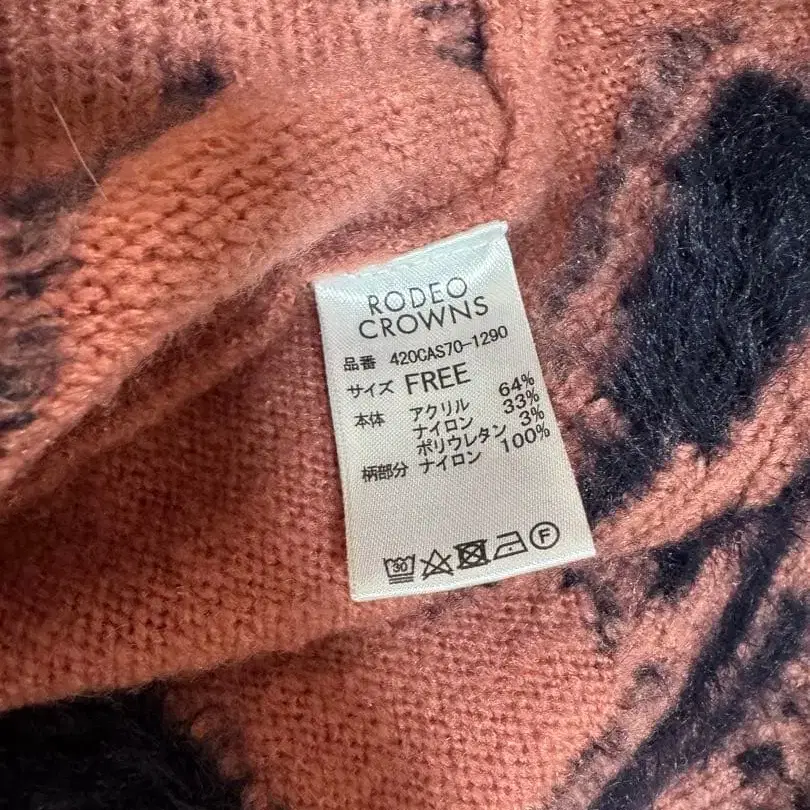 RODEO
CROWNS
品番 420CAS70-1290
サイズ FREE
本体 アクリル 64%
ナイロン 33%
ポリウレタン 3%
柄部分 ナイロン 100%
30 F